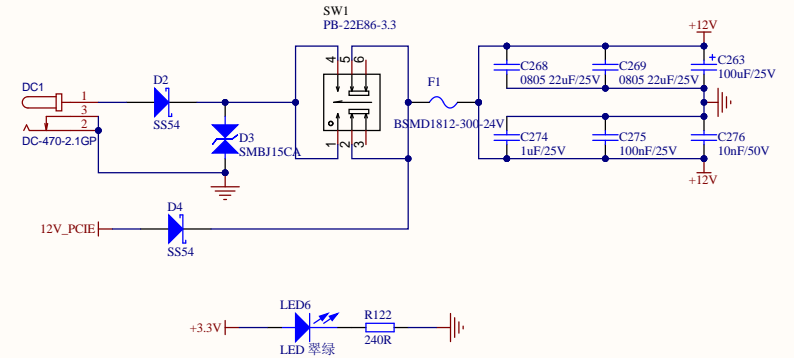 SW1
PB-22E86-3.3
+12V
4 5 6
D2
DC1
1
3
2
SS54
DC-470-2.1GP
D3
SMBJ15CA
1 2 3
F1
BSMD1812-300-24V
C268
0805 22uF/25V
C269
0805 22uF/25V
+
C263
100uF/25V
C274
1uF/25V
C275
100nF/25V
C276
10nF/50V
+12V
D4
12V_PCIE
SS54
LED6
R122
+3.3V
240R
LED 翠绿